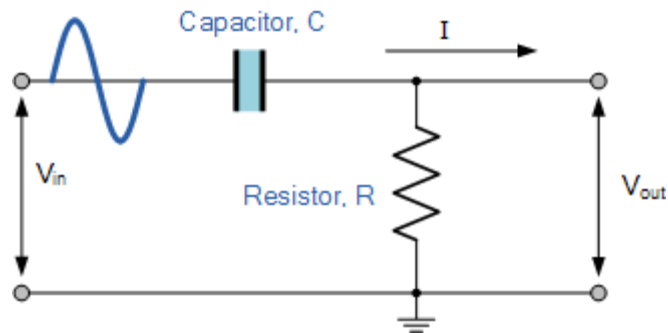 Capacitor, C
I
Vin
Resistor, R
Vout